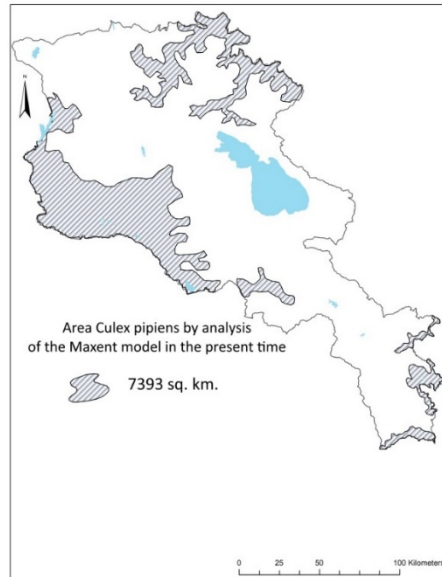 N
Area Culex pipiens by analysis
of the Maxent model in the present time
7393 sq. km.
0 25 50 100 Kilometers